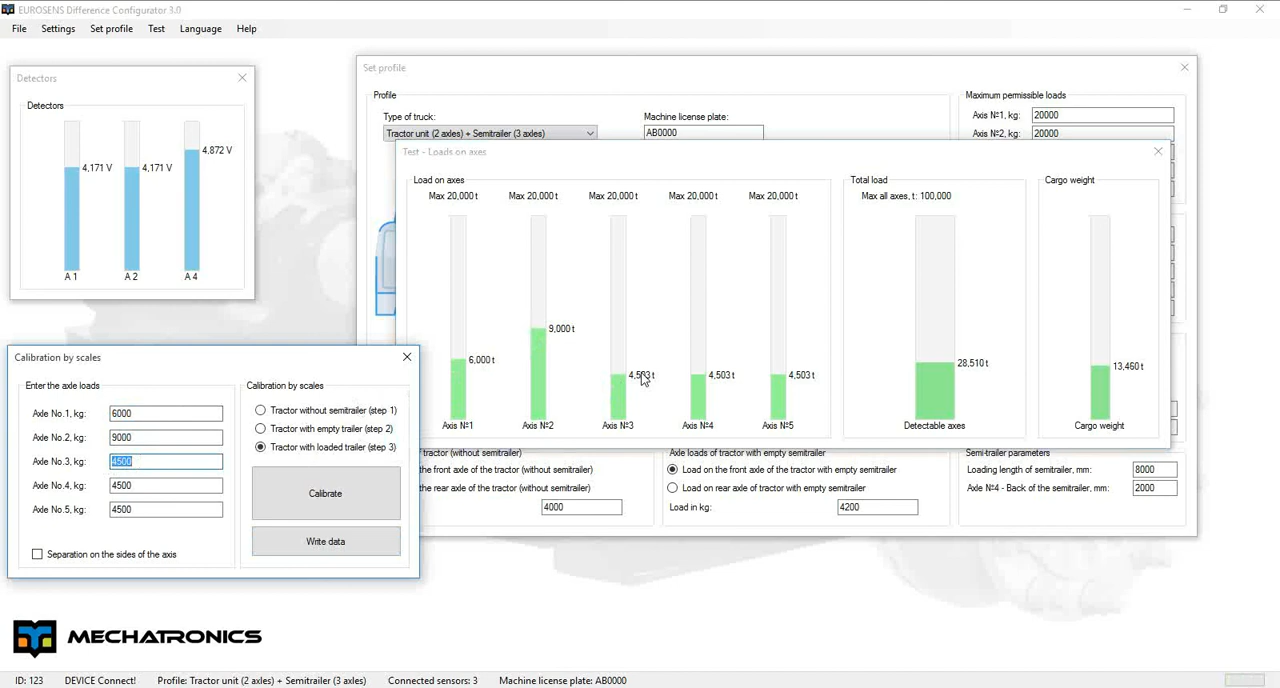 EUROSENS Difference Configurator 3.0
File Settings Set profile Test Language Help
Detectors
Detectors
4,171 V 4,171 V 4,872 V
A 1 A 2 A 4
Set profile
Profile
Type of truck: Machine license plate:
Tractor unit (2 axles) + Semitrailer (3 axles) AB0000
Maximum permissible loads
Axis №1, kg: 20000
Axis №2, kg: 20000
Test - Loads on axes
Load on axes
Max 20,000 t Max 20,000 t Max 20,000 t Max 20,000 t Max 20,000 t
6,000 t 9,000 t 4,503 t 4,503 t 4,503 t
Axis №1 Axis №2 Axis №3 Axis №4 Axis №5
Total load
Max all axes, t: 100,000
28,510 t
Detectable axes
Cargo weight
13,460 t
Cargo weight
Calibration by scales
Enter the axle loads
Axle No.1, kg: 6000
Axle No.2, kg: 9000
Axle No.3, kg: 4500
Axle No.4, kg: 4500
Axle No.5, kg: 4500
Separation on the sides of the axis
Calibration by scales
Tractor without semitrailer (step 1)
Tractor with empty trailer (step 2)
Tractor with loaded trailer (step 3)
Calibrate
Write data
tractor (without semitrailer)
the front axle of the tractor (without semitrailer)
the rear axle of the tractor (without semitrailer)
4000
Axle loads of tractor with empty semitrailer
Load on the front axle of the tractor with empty semitrailer
Load on rear axle of tractor with empty semitrailer
Load in kg: 4200
Semi-trailer parameters
Loading length of semitrailer, mm: 8000
Axle №4 - Back of the semitrailer, mm: 2000
MECHATRONICS
ID: 123 DEVICE Connect! Profile: Tractor unit (2 axles) + Semitrailer (3 axles) Connected sensors: 3 Machine license plate: AB0000